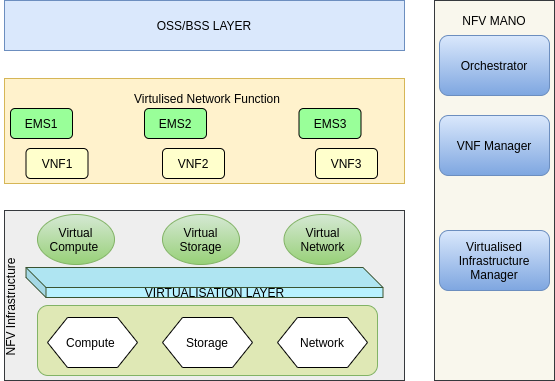 OSS/BSS LAYER
Virtulised Network Function
EMS1
EMS2
EMS3
VNF1
VNF2
VNF3
NFV Infrastructure
Virtual
Compute
Virtual
Storage
Virtual
Network
VIRTUALISATION LAYER
Compute
Storage
Network
NFV MANO
Orchestrator
VNF Manager
Virtualised
Infrastructure
Manager